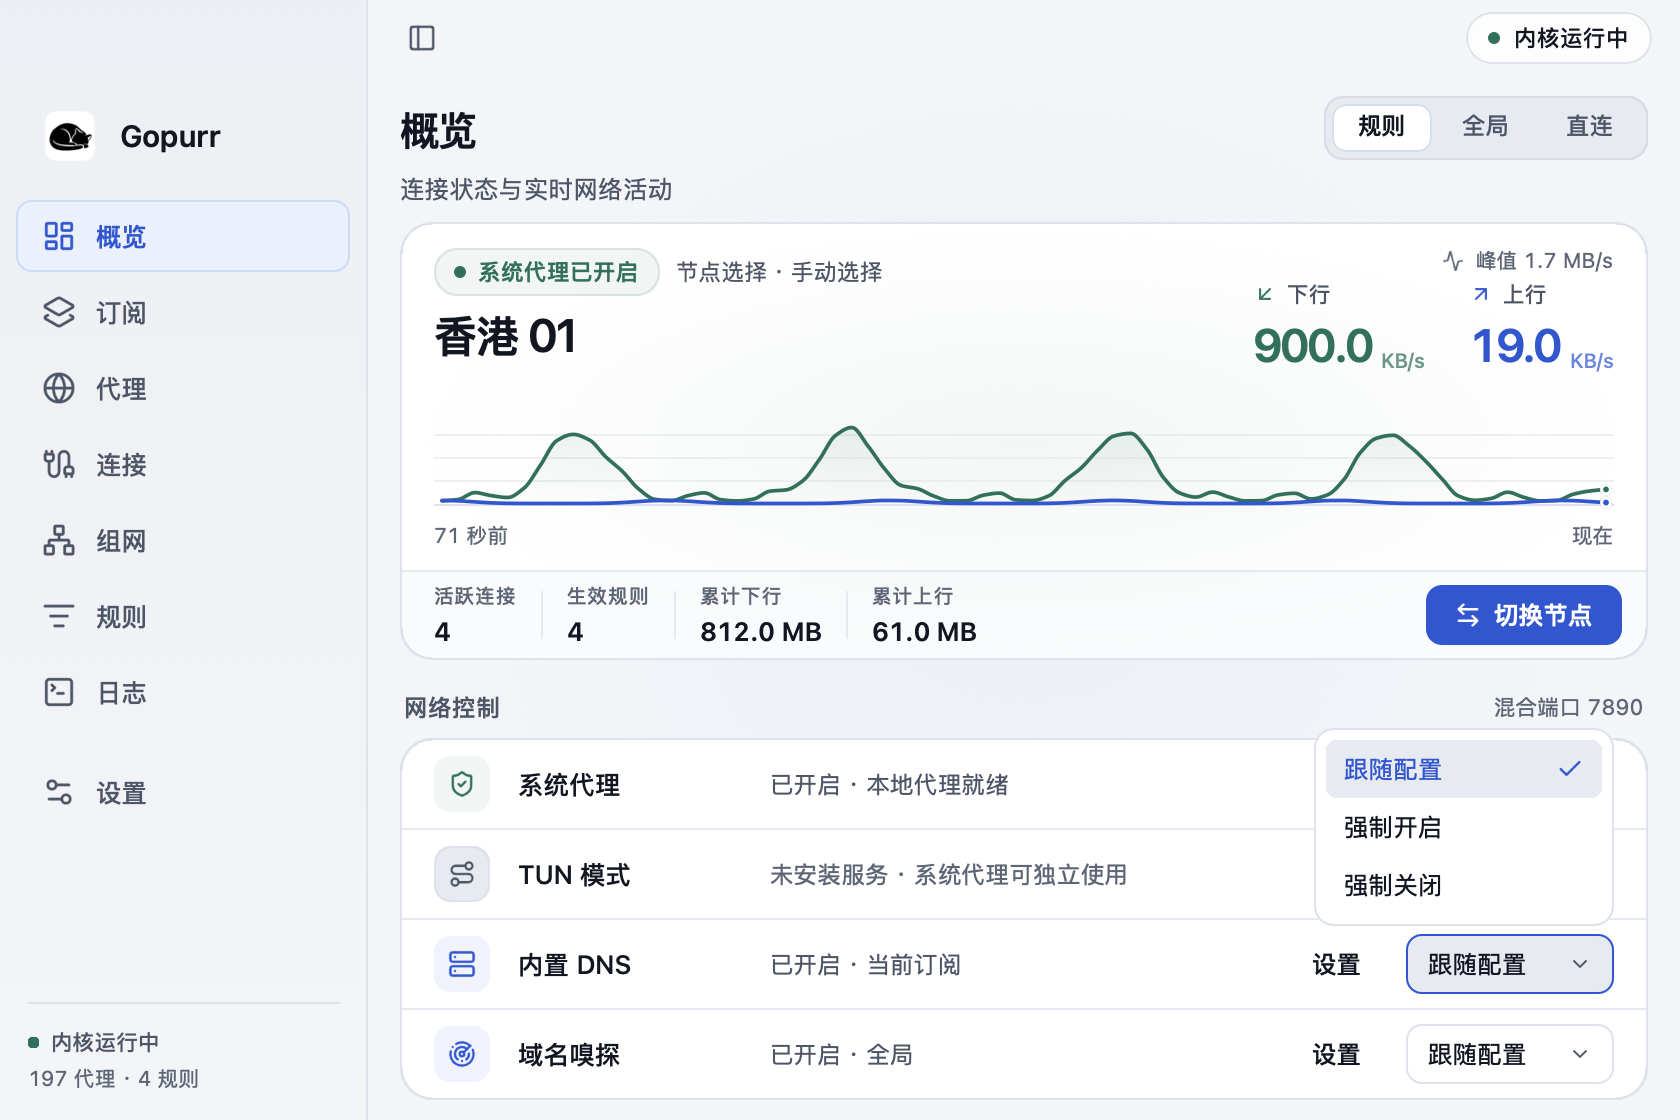 内核运行中
Gopurr
概览
订阅
代理
连接
组网
规则
日志
设置
内核运行中
197 代理 · 4 规则
概览
规则 全局 直连
连接状态与实时网络活动
系统代理已开启 节点选择 · 手动选择
峰值 1.7 MB/s
下行 上行
香港 01
900.0 KB/s 19.0 KB/s
71 秒前 现在
活跃连接 生效规则 累计下行 累计上行
4 4 812.0 MB 61.0 MB
切换节点
网络控制 混合端口 7890
系统代理 已开启 · 本地代理就绪
TUN 模式 未安装服务 · 系统代理可独立使用
跟随配置
强制开启
强制关闭
内置 DNS 已开启 · 当前订阅 设置 跟随配置
域名嗅探 已开启 · 全局 设置 跟随配置